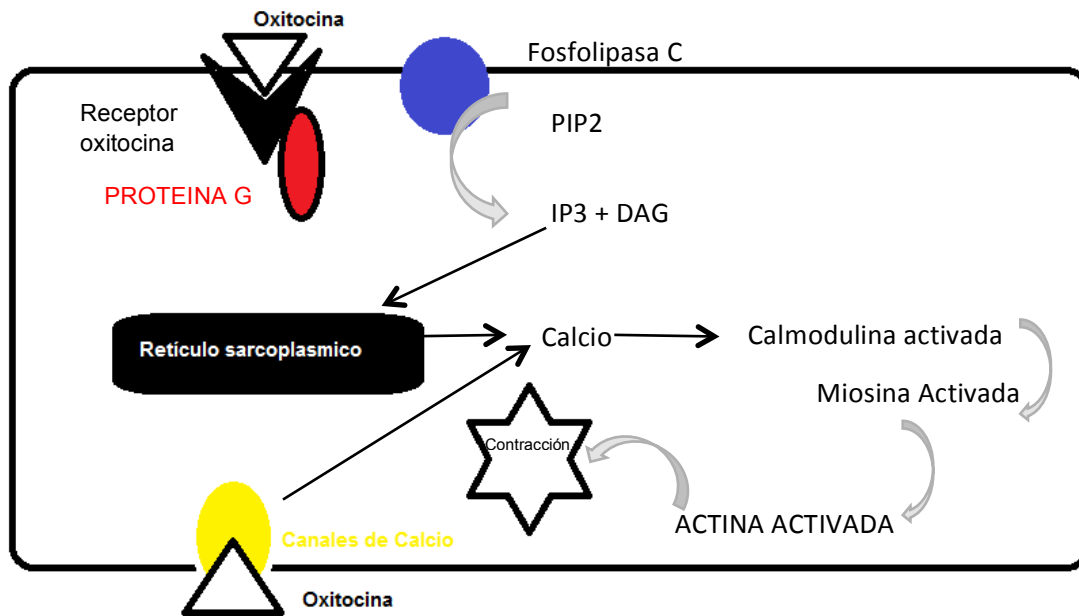 Oxitocina
Fosfolipasa C
Receptor
oxitocina
PIP2
PROTEINA G
IP3 + DAG
Retículo sarcoplasmico
Calcio
Calmodulina activada
Miosina Activada
Contracción
ACTINA ACTIVADA
Canales de Calcio
Oxitocina